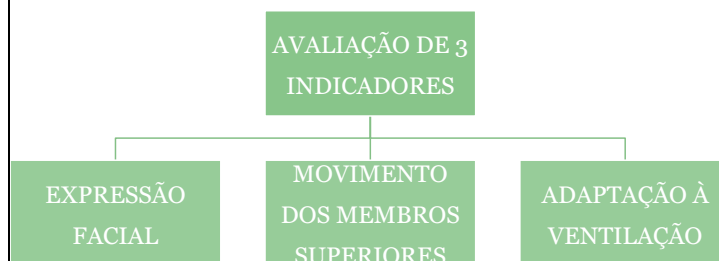 AVALIAÇÃO DE 3
INDICADORES
EXPRESSÃO
FACIAL
MOVIMENTO
DOS MEMBROS
SUPERIORES
ADAPTAÇÃO À
VENTILAÇÃO